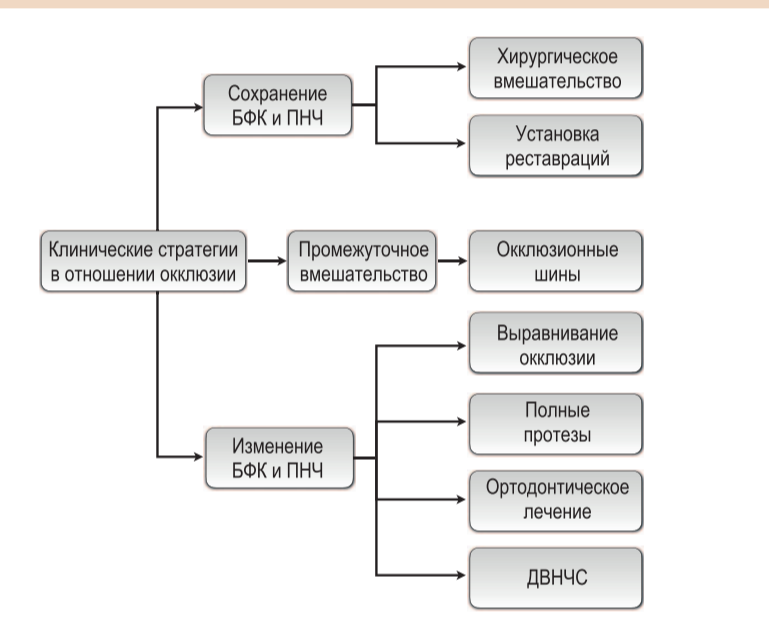 Хирургическое
вмешательство
Сохранение
БФК и ПНЧ
Установка
реставраций
Клинические стратегии
в отношении окклюзии
Промежуточное
вмешательство
Окклюзионные
шины
Выравнивание
окклюзии
Полные
протезы
Изменение
БФК и ПНЧ
Ортодонтическое
лечение
ДВНЧС